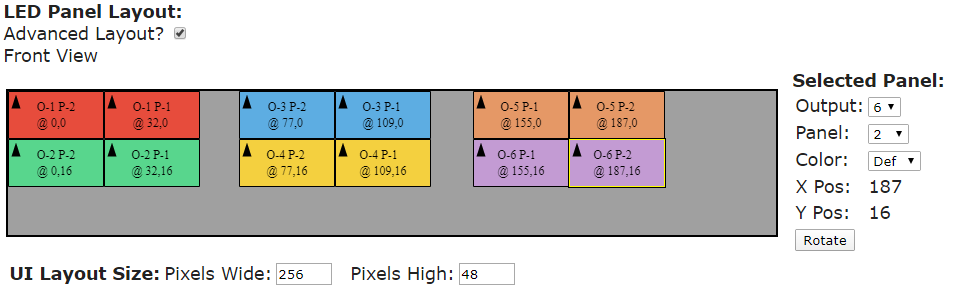 LED Panel Layout:
Advanced Layout?
Front View
O-1 P-2 @ 0,0
O-1 P-1 @ 32,0
O-3 P-2 @ 77,0
O-3 P-1 @ 109,0
O-5 P-1 @ 155,0
O-5 P-2 @ 187,0
O-2 P-2 @ 0,16
O-2 P-1 @ 32,16
O-4 P-2 @ 77,16
O-4 P-1 @ 109,16
O-6 P-1 @ 155,16
O-6 P-2 @ 187,16
Selected Panel:
Output: 6
Panel: 2
Color: Def
X Pos: 187
Y Pos: 16
Rotate
UI Layout Size: Pixels Wide: 256 Pixels High: 48